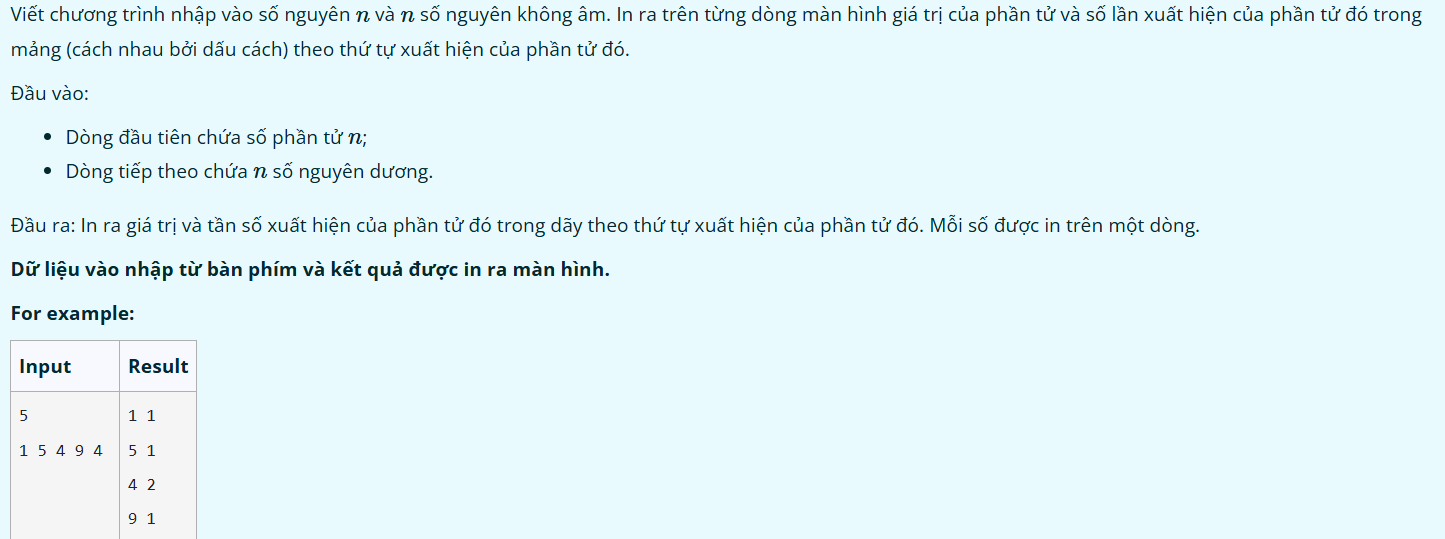 Viết chương trình nhập vào số nguyên n và n số nguyên không âm. In ra trên từng dòng màn hình giá trị của phần tử và số lần xuất hiện của phần tử đó trong
mảng (cách nhau bởi dấu cách) theo thứ tự xuất hiện của phần tử đó.
Đầu vào:
• Dòng đầu tiên chứa số phần tử n;
• Dòng tiếp theo chứa n số nguyên dương.
Đầu ra: In ra giá trị và tần số xuất hiện của phần tử đó trong dãy theo thứ tự xuất hiện của phần tử đó. Mỗi số được in trên một dòng.
Dữ liệu vào nhập từ bàn phím và kết quả được in ra màn hình.
For example:
Input Result
5 1 1
1 5 4 9 4 5 1
4 2
9 1